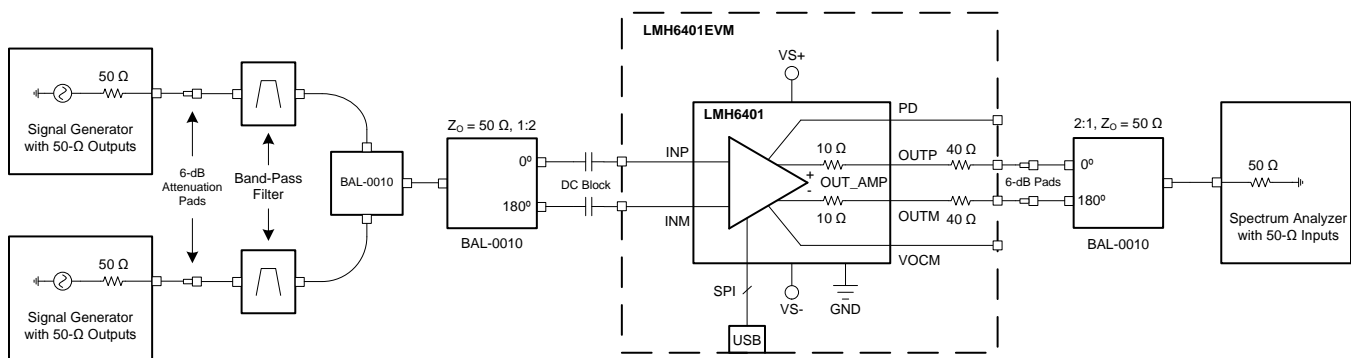 50 Ω
Signal Generator
with 50-Ω Outputs
6-dB
Attenuation
Pads
Band-Pass
Filter
50 Ω
Signal Generator
with 50-Ω Outputs
BAL-0010
Z_O = 50 Ω, 1:2
0º
180º
BAL-0010
DC Block
LMH6401EVM
VS+
LMH6401
INP
INM
PD
10 Ω
OUTP
40 Ω
+
OUT_AMP
-
10 Ω
OUTM
40 Ω
VOCM
SPI
VS-
GND
USB
6-dB Pads
2:1, Z_O = 50 Ω
0º
180º
BAL-0010
50 Ω
Spectrum Analyzer
with 50-Ω Inputs